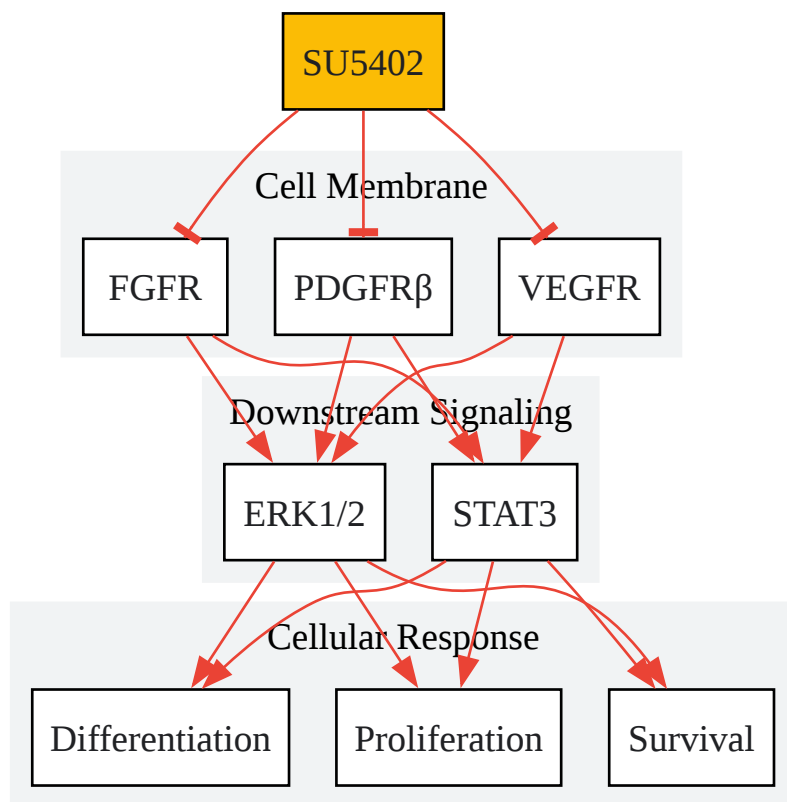 SU5402
Cell Membrane
FGFR
PDGFRβ
VEGFR
Downstream Signaling
ERK1/2
STAT3
Cellular Response
Differentiation
Proliferation
Survival